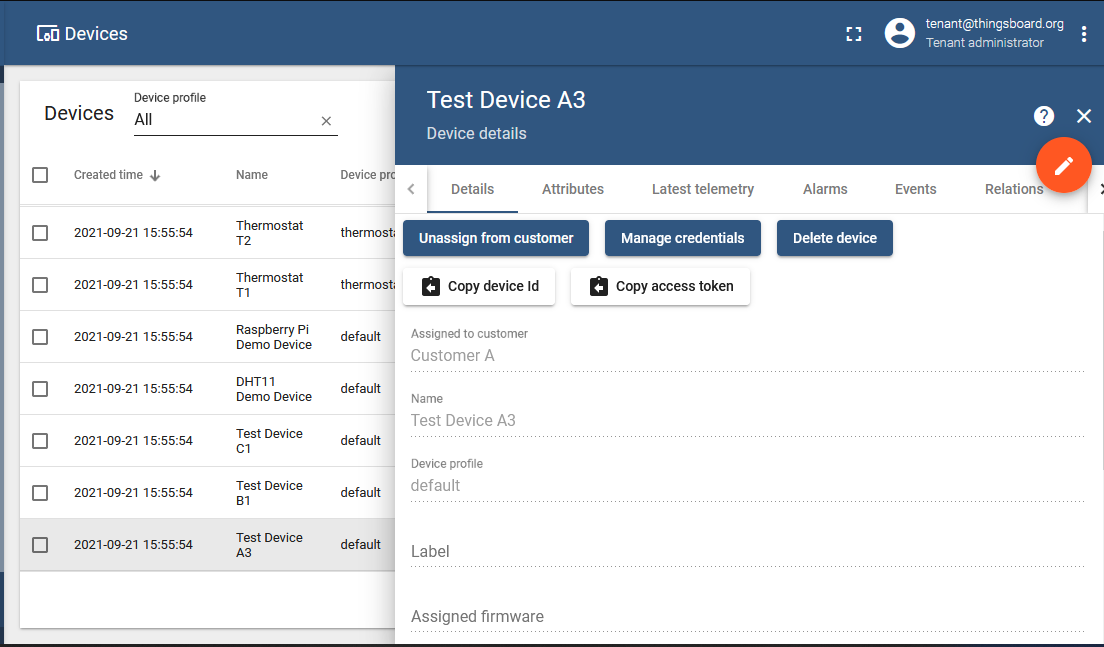 Devices
tenant@thingsboard.org
Tenant administrator
Devices
Device profile
All
Created time
Name
Device pro
2021-09-21 15:55:54
Thermostat
T2
thermosta
2021-09-21 15:55:54
Thermostat
T1
thermosta
2021-09-21 15:55:54
Raspberry Pi
Demo Device
default
2021-09-21 15:55:54
DHT11
Demo Device
default
2021-09-21 15:55:54
Test Device
C1
default
2021-09-21 15:55:54
Test Device
B1
default
2021-09-21 15:55:54
Test Device
A3
default
Test Device A3
Device details
?
Details
Attributes
Latest telemetry
Alarms
Events
Relations
Unassign from customer
Manage credentials
Delete device
Copy device Id
Copy access token
Assigned to customer
Customer A
Name
Test Device A3
Device profile
default
Label
Assigned firmware